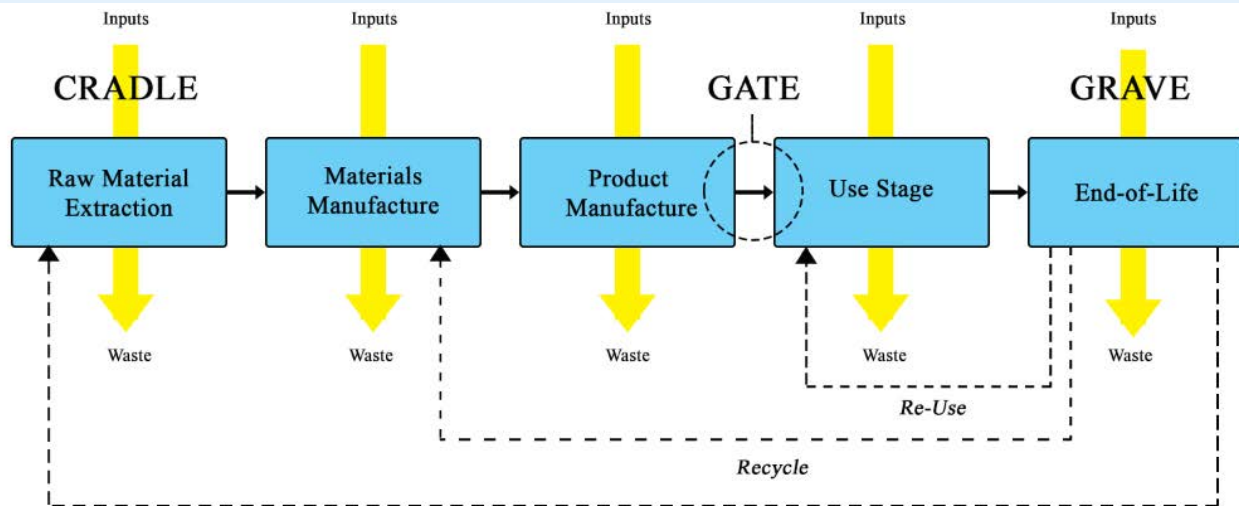 Inputs
Inputs
Inputs
Inputs
Inputs
CRADLE
GATE
GRAVE
Raw Material
Extraction
Materials
Manufacture
Product
Manufacture
Use Stage
End-of-Life
Waste
Waste
Waste
Waste
Waste
Re-Use
Recycle